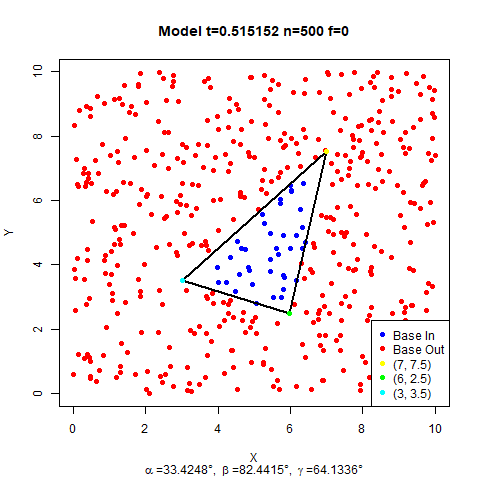 Model t=0.515152 n=500 f=0
10
8
6
4
2
0
Y
Base In
Base Out
(7, 7.5)
(6, 2.5)
(3, 3.5)
0 2 4 6 8 10
X
α=33.4248°, β=82.4415°, γ=64.1336°